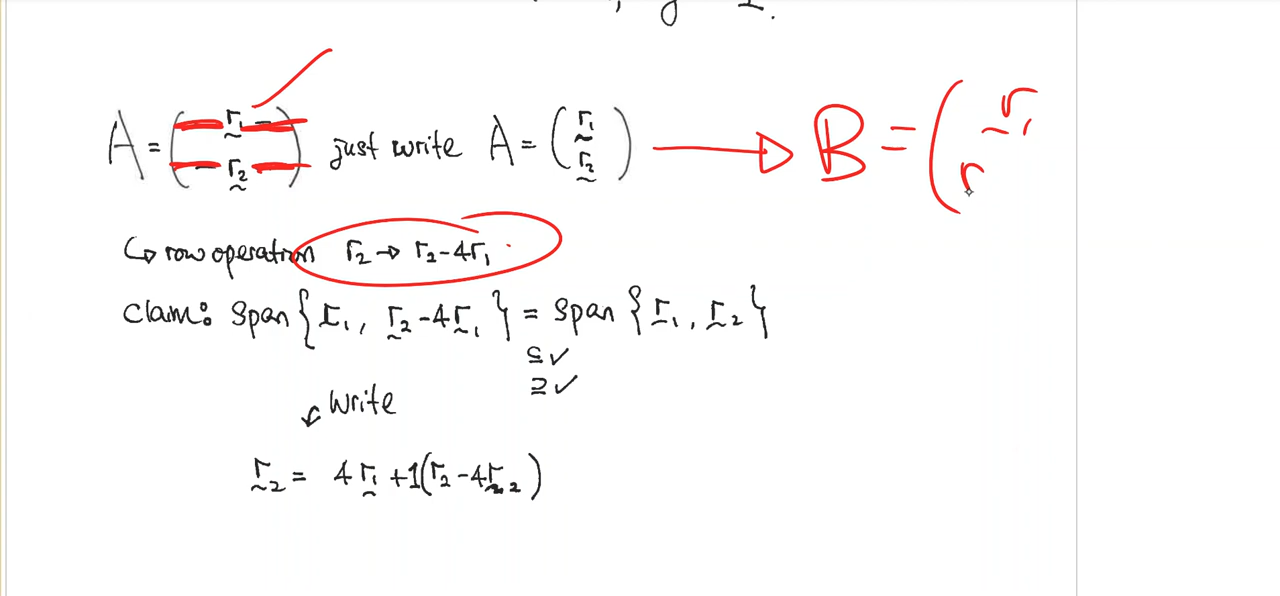 A = (— r₁ — / — r₂ —) just write A = (r₁ / r₂) → B = (r₁ / r
↳ row operation r₂ → r₂ - 4r₁
Claim: span{r₁, r₂ - 4r₁} = span{r₁, r₂}
⊆ ✓
⊇ ✓
↙ Write
r₂ = 4r₁ + 1(r₂ - 4r₂)